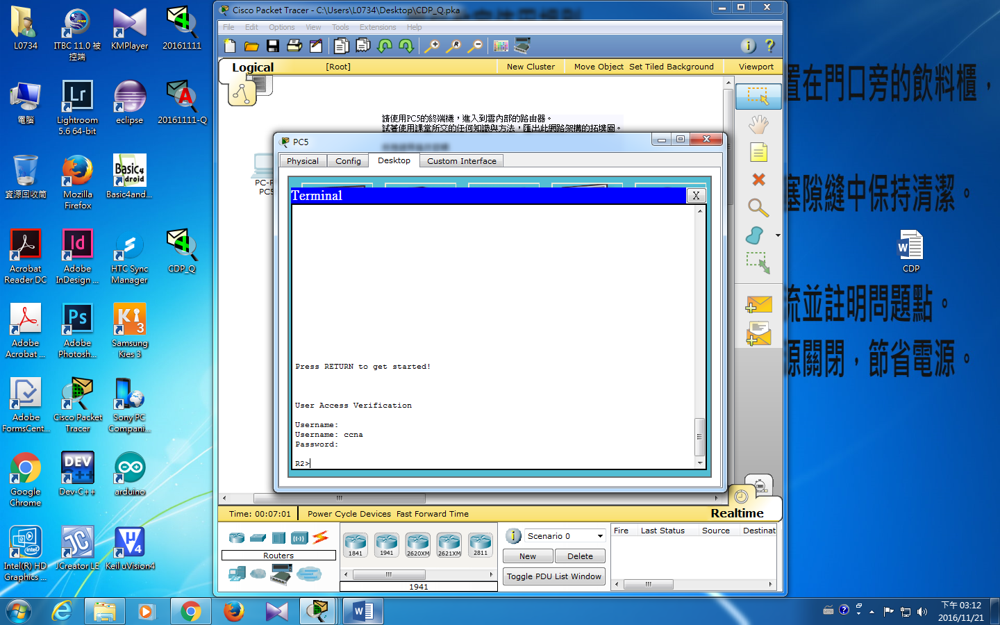 L0734
ITBC 11.0 被
控端
KMPlayer
20161111
電腦
Lightroom
5.6 64-bit
eclipse
20161111-Q
資源回收筒
Mozilla
Firefox
Basic4and...
Acrobat
Reader DC
Adobe
InDesign ...
HTC Sync
Manager
CDP_Q
Adobe
Acrobat ...
Adobe
Photosh...
Samsung
Kies 3
Adobe
FormsCent...
Cisco Packet
Tracer
Sony PC
Compani...
Google
Chrome
Dev-C++
arduino
Intel(R) HD
Graphics ...
JCreator LE
Keil uVision4
Cisco Packet Tracer - C:\Users\L0734\Desktop\CDP_Q.pka
File Edit Options View Tools Extensions Help
Logical
[Root]
New Cluster
Move Object
Set Tiled Background
Viewport
請使用PC5的終端機，進入到雲內部的路由器。
試著使用課堂所交的任何知識與方法，匯出此網路架構的拓墣圖。
PC-P
PC5
PC5
Physical
Config
Desktop
Custom Interface
Terminal
X
Press RETURN to get started!
User Access Verification
Username:
Username: ccna
Password:
R2>
Time: 00:07:01
Power Cycle Devices
Fast Forward Time
Realtime
Routers
1841
1941
2620XM
2621XM
2811
1941
Scenario 0
New
Delete
Toggle PDU List Window
Fire
Last Status
Source
Destinat
置在門口旁的飲料櫃，
塞隙縫中保持清潔。
CDP
流並註明問題點。
源關閉，節省電源。
下午 03:12
2016/11/21